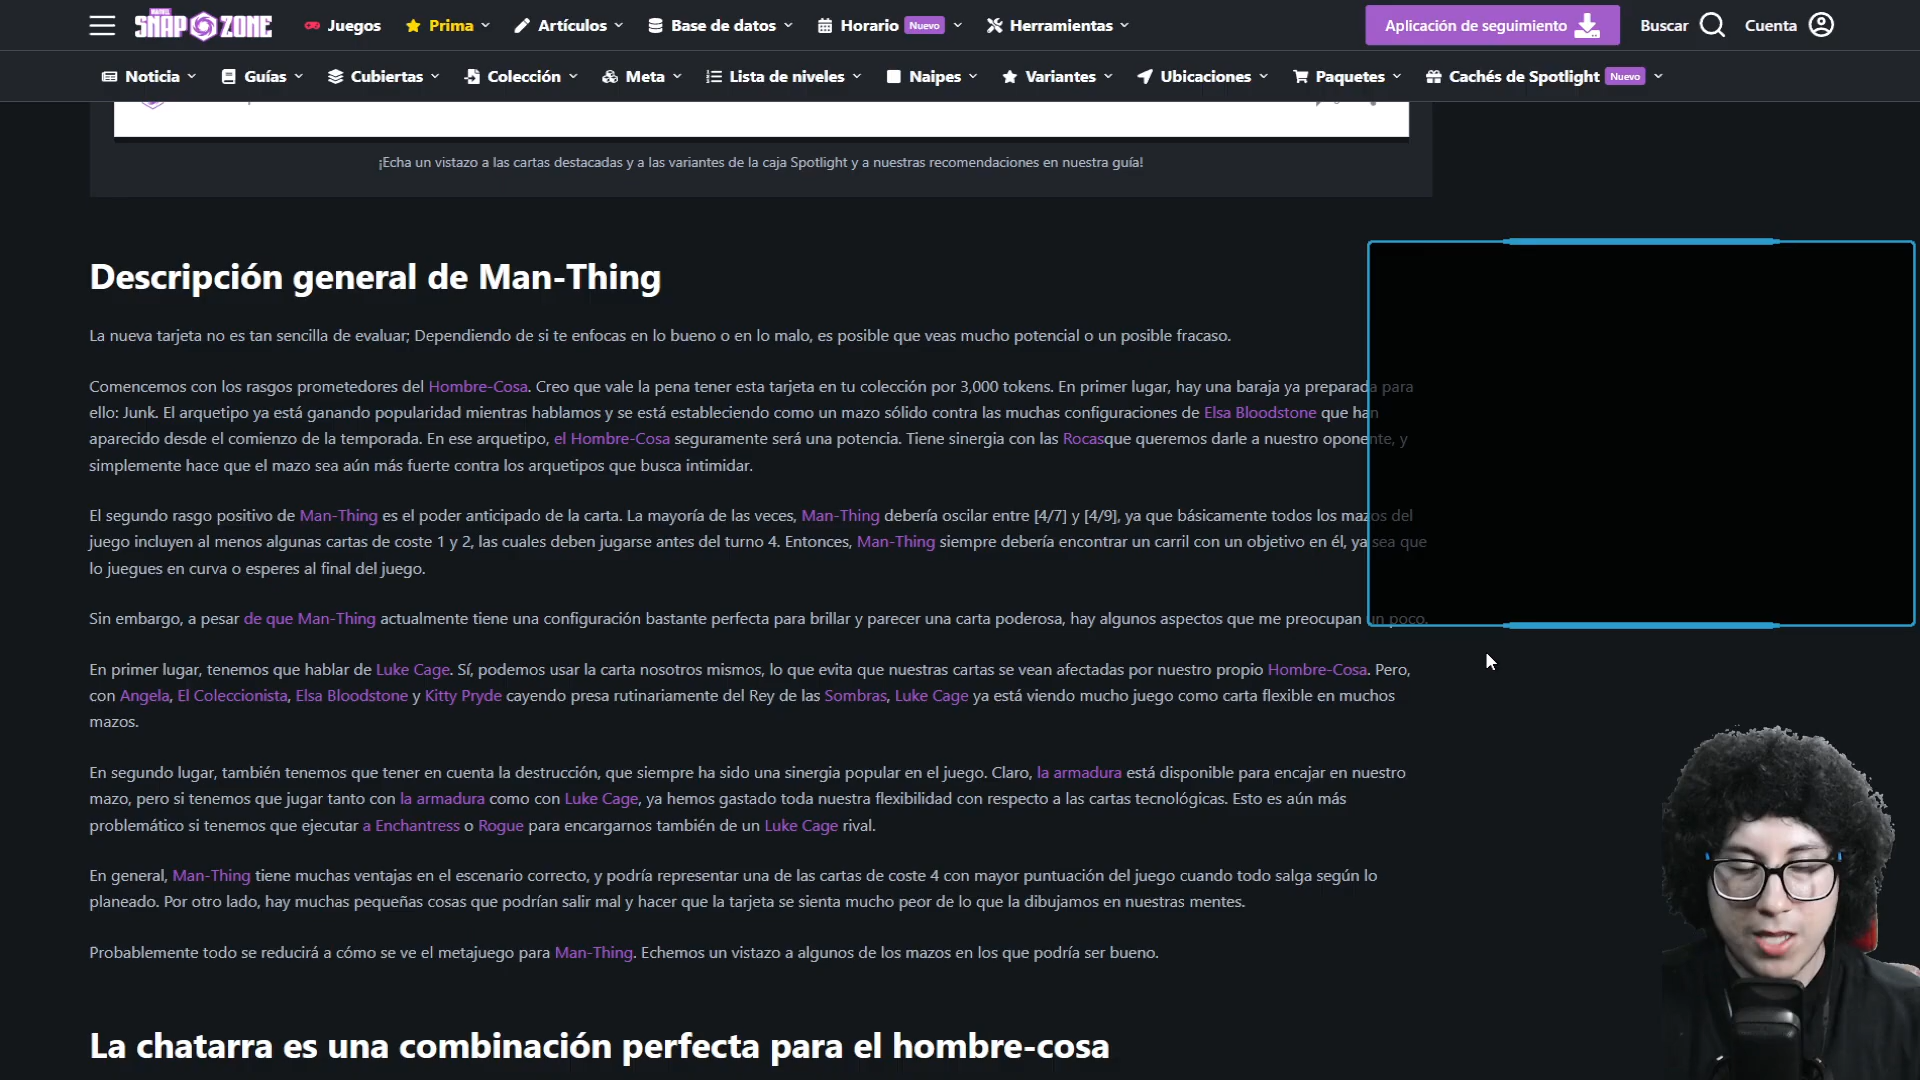 MARVEL SNAP ZONE Juegos Prima Artículos Base de datos Horario Nuevo Herramientas Aplicación de seguimiento Buscar Cuenta
Noticia Guías Cubiertas Colección Meta Lista de niveles Naipes Variantes Ubicaciones Paquetes Cachés de Spotlight Nuevo
¡Echa un vistazo a las cartas destacadas y a las variantes de la caja Spotlight y a nuestras recomendaciones en nuestra guía!
Descripción general de Man-Thing
La nueva tarjeta no es tan sencilla de evaluar; Dependiendo de si te enfocas en lo bueno o en lo malo, es posible que veas mucho potencial o un posible fracaso.
Comencemos con los rasgos prometedores del Hombre-Cosa. Creo que vale la pena tener esta tarjeta en tu colección por 3,000 tokens. En primer lugar, hay una baraja ya preparada para
ello: Junk. El arquetipo ya está ganando popularidad mientras hablamos y se está estableciendo como un mazo sólido contra las muchas configuraciones de Elsa Bloodstone que han
aparecido desde el comienzo de la temporada. En ese arquetipo, el Hombre-Cosa seguramente será una potencia. Tiene sinergia con las Rocasque queremos darle a nuestro oponente, y
simplemente hace que el mazo sea aún más fuerte contra los arquetipos que busca intimidar.
El segundo rasgo positivo de Man-Thing es el poder anticipado de la carta. La mayoría de las veces, Man-Thing debería oscilar entre [4/7] y [4/9], ya que básicamente todos los mazos del
juego incluyen al menos algunas cartas de coste 1 y 2, las cuales deben jugarse antes del turno 4. Entonces, Man-Thing siempre debería encontrar un carril con un objetivo en él, ya sea que
lo juegues en curva o esperes al final del juego.
Sin embargo, a pesar de que Man-Thing actualmente tiene una configuración bastante perfecta para brillar y parecer una carta poderosa, hay algunos aspectos que me preocupan un poco.
En primer lugar, tenemos que hablar de Luke Cage. Sí, podemos usar la carta nosotros mismos, lo que evita que nuestras cartas se vean afectadas por nuestro propio Hombre-Cosa. Pero,
con Angela, El Coleccionista, Elsa Bloodstone y Kitty Pryde cayendo presa rutinariamente del Rey de las Sombras, Luke Cage ya está viendo mucho juego como carta flexible en muchos
mazos.
En segundo lugar, también tenemos que tener en cuenta la destrucción, que siempre ha sido una sinergia popular en el juego. Claro, la armadura está disponible para encajar en nuestro
mazo, pero si tenemos que jugar tanto con la armadura como con Luke Cage, ya hemos gastado toda nuestra flexibilidad con respecto a las cartas tecnológicas. Esto es aún más
problemático si tenemos que ejecutar a Enchantress o Rogue para encargarnos también de un Luke Cage rival.
En general, Man-Thing tiene muchas ventajas en el escenario correcto, y podría representar una de las cartas de coste 4 con mayor puntuación del juego cuando todo salga según lo
planeado. Por otro lado, hay muchas pequeñas cosas que podrían salir mal y hacer que la tarjeta se sienta mucho peor de lo que la dibujamos en nuestras mentes.
Probablemente todo se reducirá a cómo se ve el metajuego para Man-Thing. Echemos un vistazo a algunos de los mazos en los que podría ser bueno.
La chatarra es una combinación perfecta para el hombre-cosa